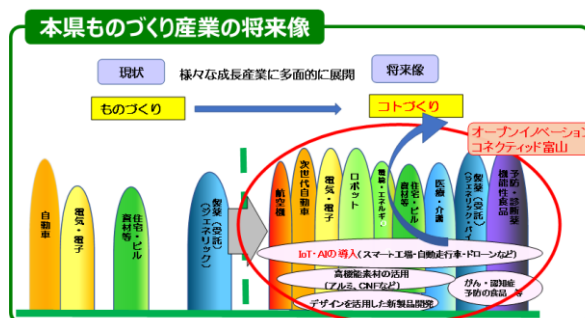 本県ものづくり産業の将来像
現状
様々な成長産業に多面的に展開
将来像
ものづくり
コトづくり
オープンイノベーション
コネクティッド富山
自動車
電気・電子
住宅・ビル
資材等
製薬(受託)
(ジェネリック)
航空機
次世代自動車
電気・電子
ロボット
環境・エネルギー
住宅・ビル
資材等
医療・介護
製薬(受託)
(ジェネリック・バイオ)
予防・診断薬
機能性食品
IoT・AIの導入(スマート工場・自動走行車・ドローンなど)
高機能素材の活用
(アルミ、CNFなど)
デザインを活用した新製品開発
がん・認知症
予防の食品 等